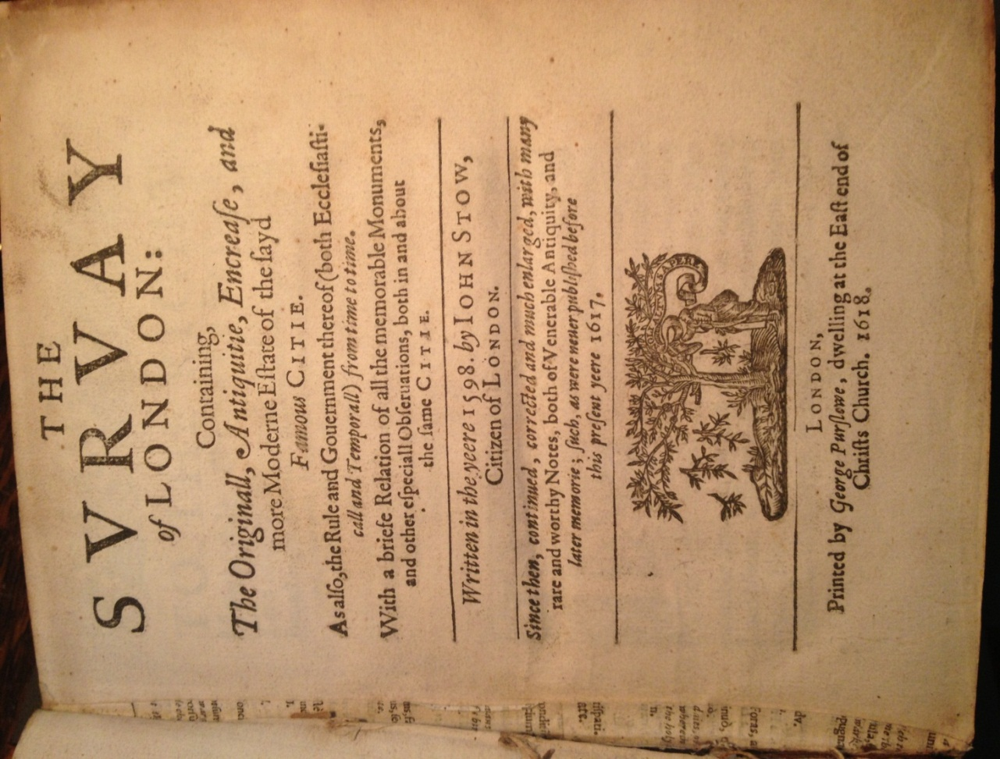 THE
SVRVAY
of LONDON:
Containing,
The Originall, Antiquitie, Encreaſe, and
more Moderne Eſtate of the ſayd
Famous CITIE.
As alſo, the Rule and Gouernment thereof (both Eccleſiaſti-
call and Temporall) from time to time.
With a briefe Relation of all the memorable Monuments,
and other eſpeciall Obſeruations, both in and about
the ſame CITIE.
Written in the yeere 1598. by IOHN STOW,
Citizen of LONDON.
Since then, continued, corrected and much enlarged, with many
rare and worthy Notes, both of Venerable Antiquity, and
later memorie; ſuch, as were neuer publiſhed before
this preſent yeere 1617.
SAPERE
LONDON,
Printed by George Purſlowe, dwelling at the Eaſt end of
Chriſts Church. 1618.